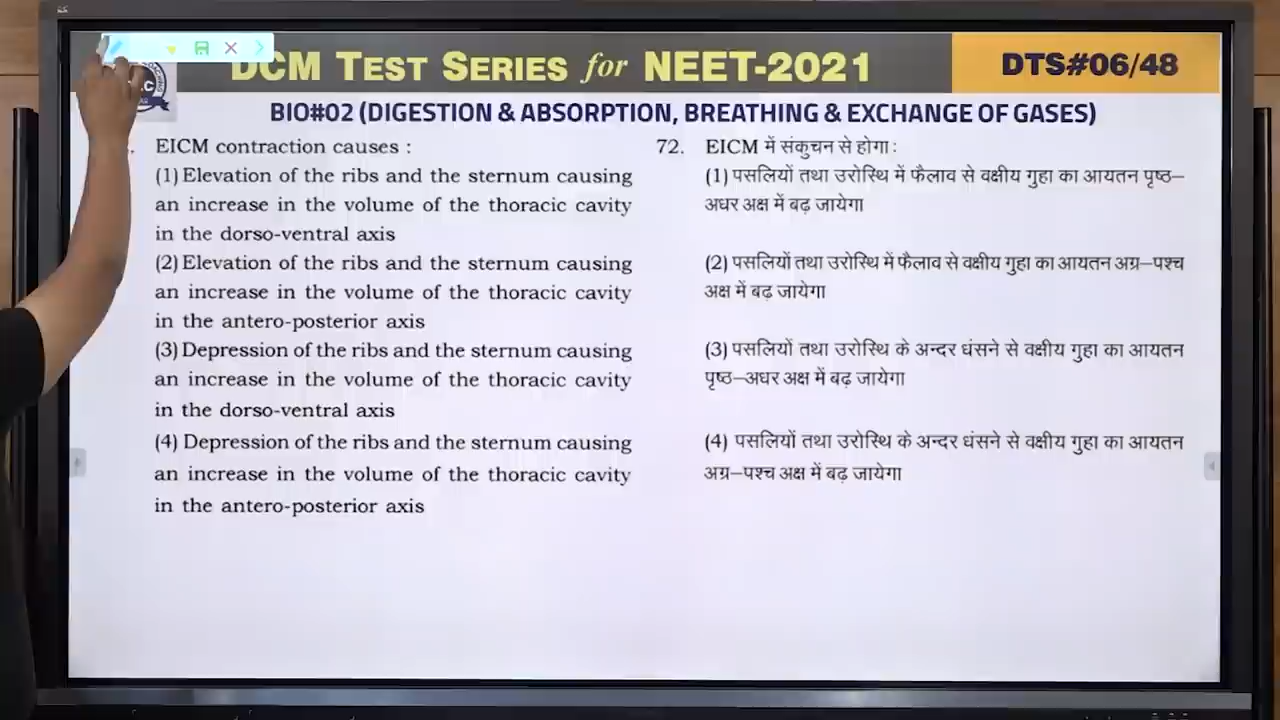 DCM TEST SERIES for NEET-2021
DTS#06/48
BIO#02 (DIGESTION & ABSORPTION, BREATHING & EXCHANGE OF GASES)
EICM contraction causes :
(1) Elevation of the ribs and the sternum causing
an increase in the volume of the thoracic cavity
in the dorso-ventral axis
(2) Elevation of the ribs and the sternum causing
an increase in the volume of the thoracic cavity
in the antero-posterior axis
(3) Depression of the ribs and the sternum causing
an increase in the volume of the thoracic cavity
in the dorso-ventral axis
(4) Depression of the ribs and the sternum causing
an increase in the volume of the thoracic cavity
in the antero-posterior axis
72. EICM में संकुचन से होगा :
(1) पसलियों तथा उरोस्थि में फैलाव से वक्षीय गुहा का आयतन पृष्ठ–
अधर अक्ष में बढ़ जायेगा
(2) पसलियों तथा उरोस्थि में फैलाव से वक्षीय गुहा का आयतन अग्र–पश्च
अक्ष में बढ़ जायेगा
(3) पसलियों तथा उरोस्थि के अन्दर धंसने से वक्षीय गुहा का आयतन
पृष्ठ–अधर अक्ष में बढ़ जायेगा
(4) पसलियों तथा उरोस्थि के अन्दर धंसने से वक्षीय गुहा का आयतन
अग्र–पश्च अक्ष में बढ़ जायेगा